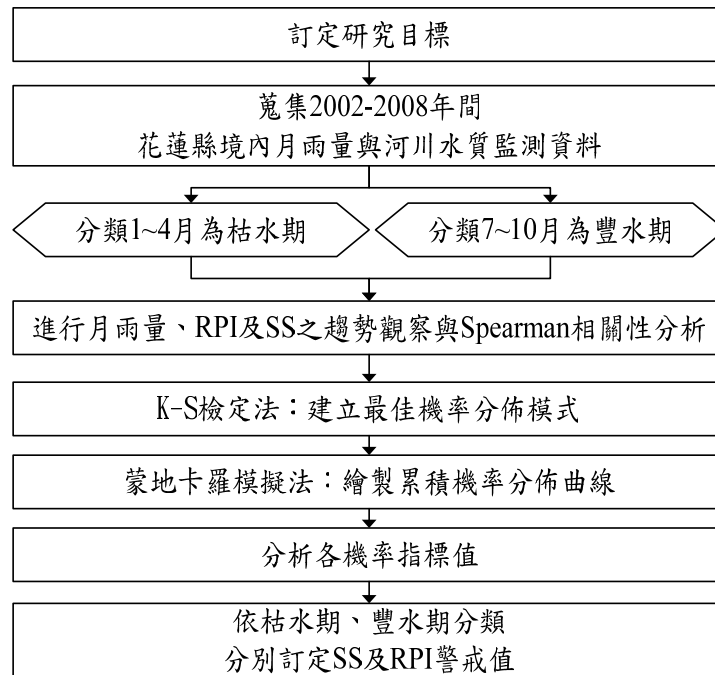 訂定研究目標
蒐集2002-2008年間
花蓮縣境內月雨量與河川水質監測資料
分類1~4月為枯水期
分類7~10月為豐水期
進行月雨量、RPI及SS之趨勢觀察與Spearman相關性分析
K-S檢定法：建立最佳機率分佈模式
蒙地卡羅模擬法：繪製累積機率分佈曲線
分析各機率指標值
依枯水期、豐水期分類
分別訂定SS及RPI警戒值